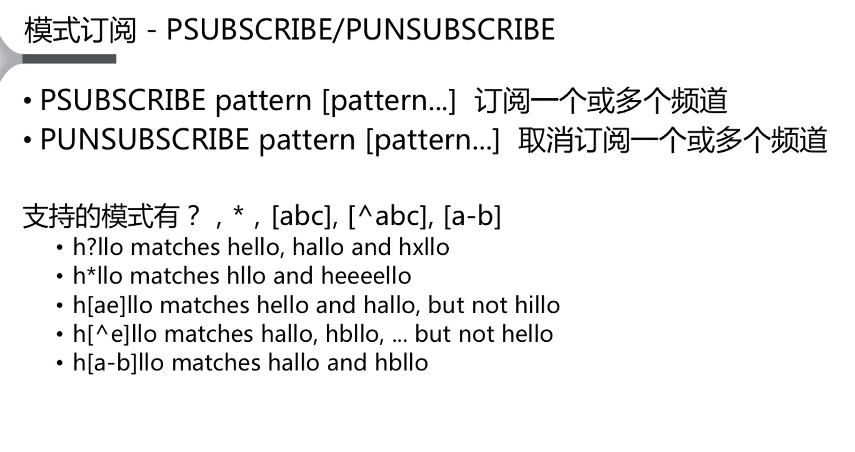 模式订阅 - PSUBSCRIBE/PUNSUBSCRIBE
• PSUBSCRIBE pattern [pattern...] 订阅一个或多个频道
• PUNSUBSCRIBE pattern [pattern...] 取消订阅一个或多个频道
支持的模式有？，*，[abc], [^abc], [a-b]
• h?llo matches hello, hallo and hxllo
• h*llo matches hllo and heeeello
• h[ae]llo matches hello and hallo, but not hillo
• h[^e]llo matches hallo, hbllo, ... but not hello
• h[a-b]llo matches hallo and hbllo